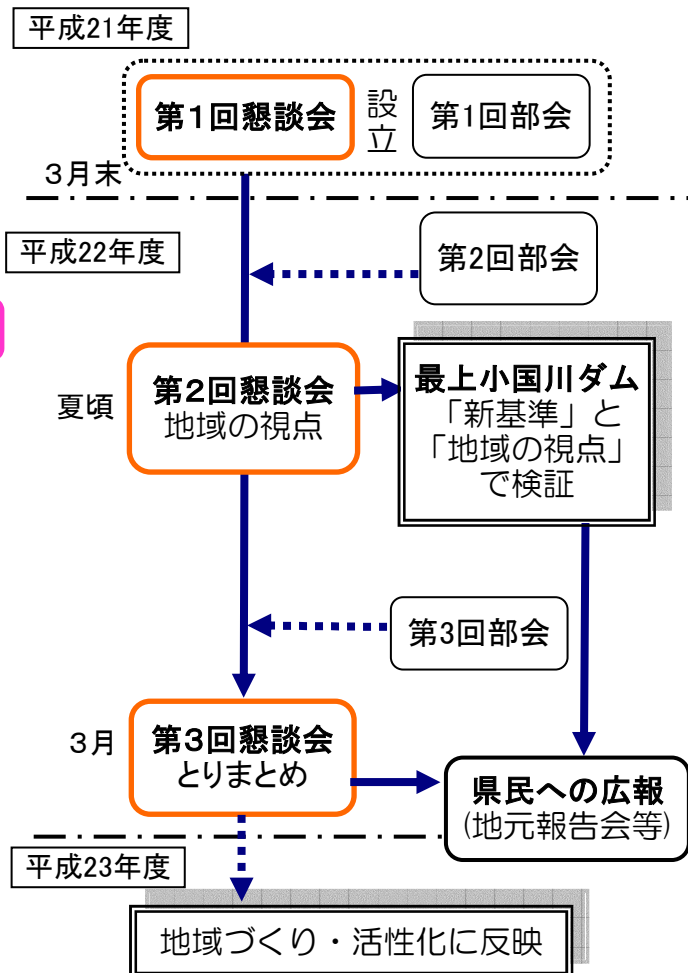 平成21年度
第1回懇談会
設立
第1回部会
3月末
平成22年度
第2回部会
夏頃
第2回懇談会
地域の視点
最上小国川ダム
「新基準」と
「地域の視点」
で検証
第3回部会
3月
第3回懇談会
とりまとめ
県民への広報
(地元報告会等)
平成23年度
地域づくり・活性化に反映